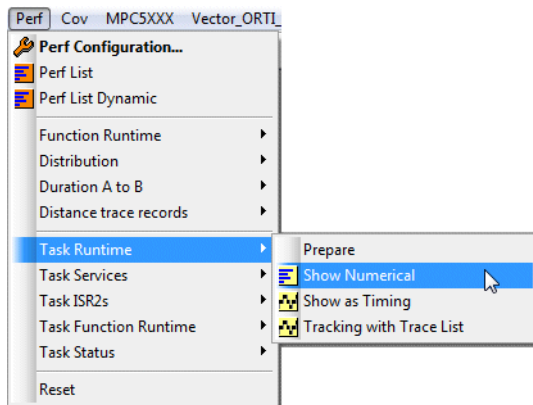 Perf Cov MPC5XXX Vector_ORTI_
Perf Configuration...
Perf List
Perf List Dynamic
Function Runtime
Distribution
Duration A to B
Distance trace records
Task Runtime
Prepare
Task Services
Show Numerical
Task ISR2s
Show as Timing
Task Function Runtime
Tracking with Trace List
Task Status
Reset